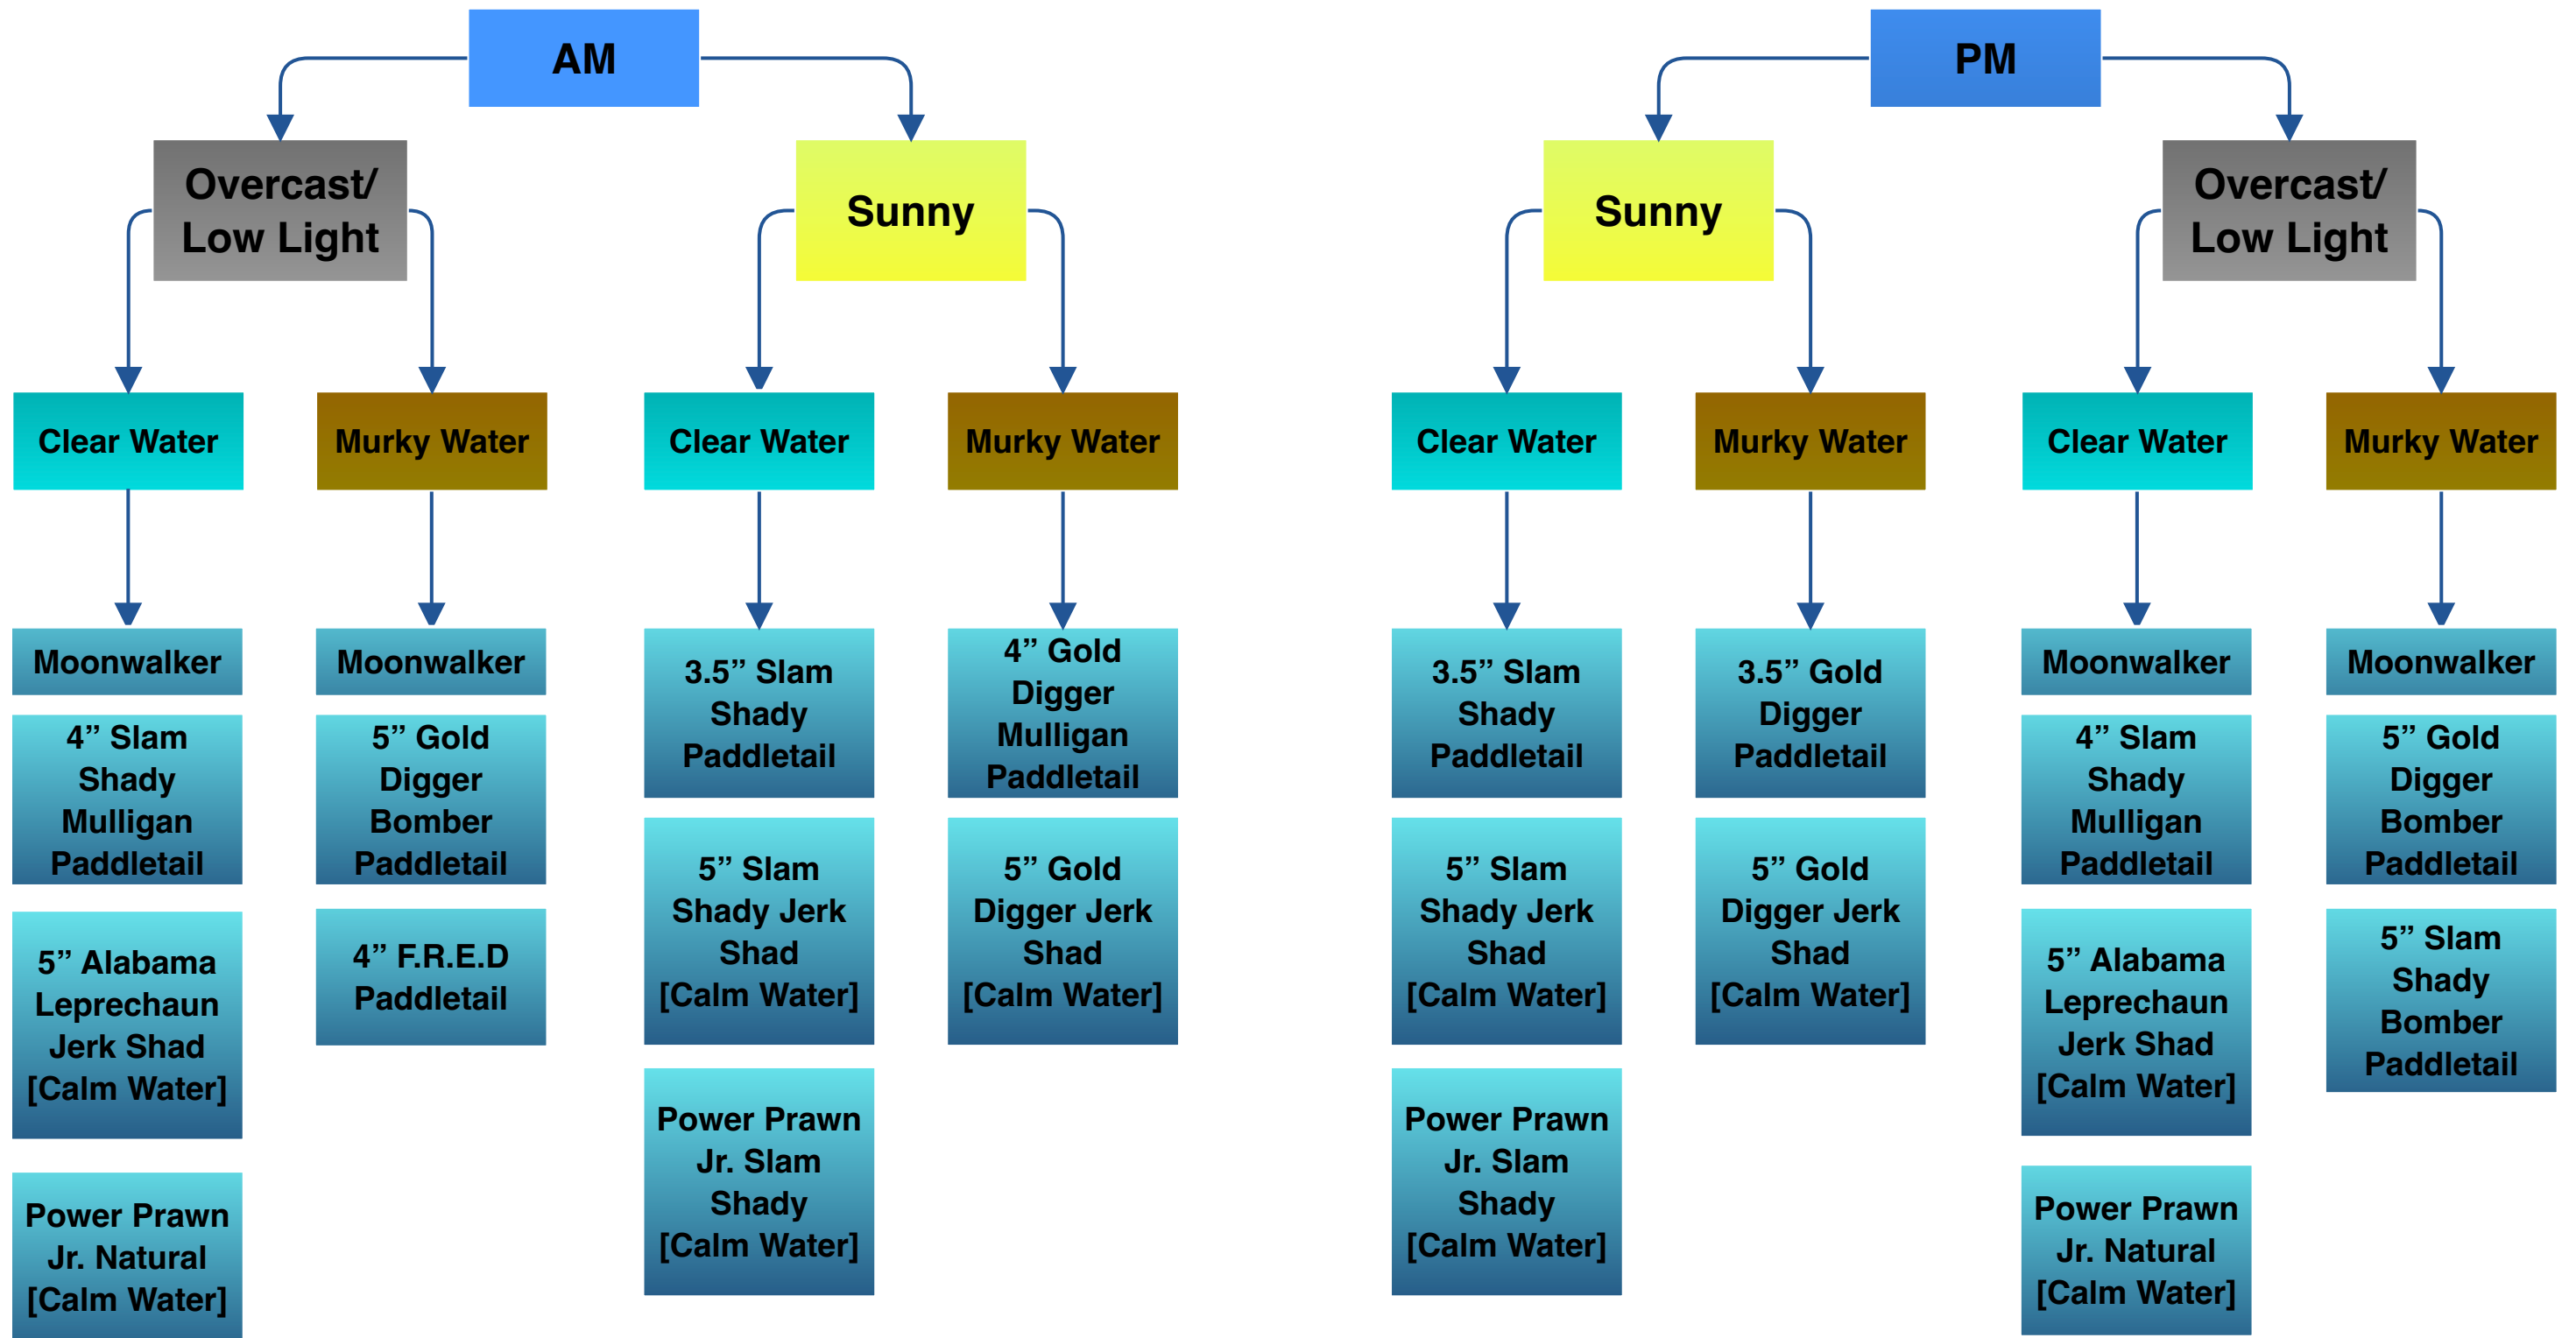 AM
PM
Overcast/
Low Light
Sunny
Sunny
Overcast/
Low Light
Clear Water
Murky Water
Clear Water
Murky Water
Clear Water
Murky Water
Clear Water
Murky Water
Moonwalker
4” Slam
Shady
Mulligan
Paddletail
5” Alabama
Leprechaun
Jerk Shad
[Calm Water]
Power Prawn
Jr. Natural
[Calm Water]
Moonwalker
5” Gold
Digger
Bomber
Paddletail
4” F.R.E.D
Paddletail
3.5” Slam
Shady
Paddletail
5” Slam
Shady Jerk
Shad
[Calm Water]
Power Prawn
Jr. Slam
Shady
[Calm Water]
4” Gold
Digger
Mulligan
Paddletail
5” Gold
Digger Jerk
Shad
[Calm Water]
3.5” Slam
Shady
Paddletail
5” Slam
Shady Jerk
Shad
[Calm Water]
Power Prawn
Jr. Slam
Shady
[Calm Water]
3.5” Gold
Digger
Paddletail
5” Gold
Digger Jerk
Shad
[Calm Water]
Moonwalker
4” Slam
Shady
Mulligan
Paddletail
5” Alabama
Leprechaun
Jerk Shad
[Calm Water]
Power Prawn
Jr. Natural
[Calm Water]
Moonwalker
5” Gold
Digger
Bomber
Paddletail
5” Slam
Shady
Bomber
Paddletail